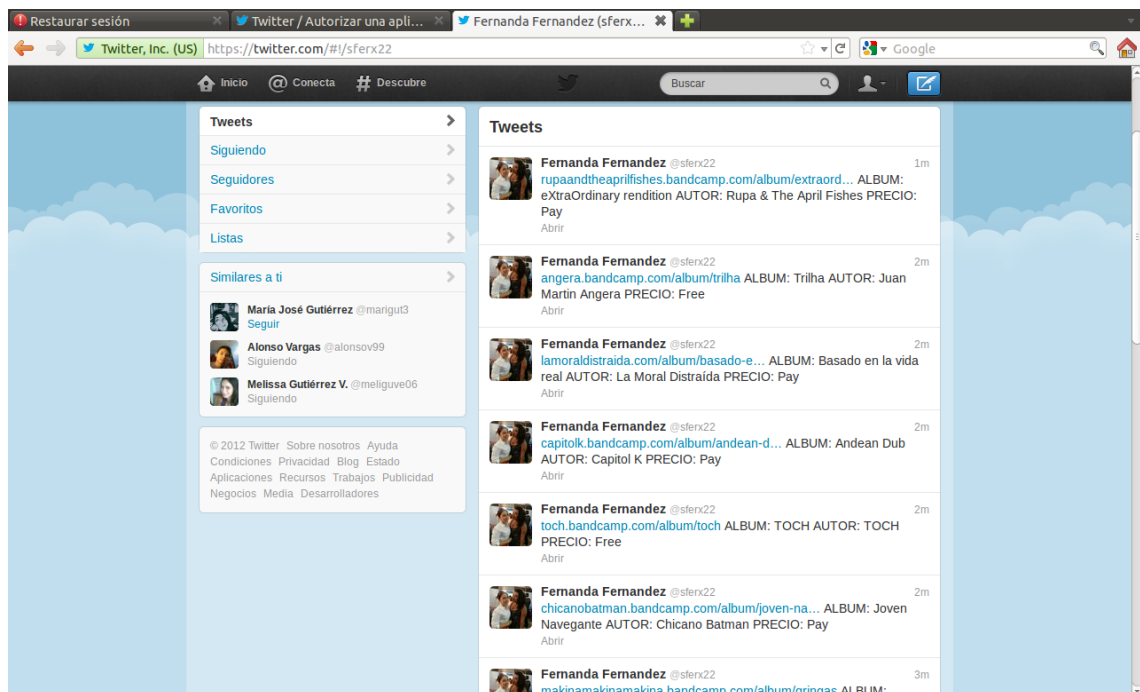 Restaurar sesión
Twitter / Autorizar una apli...
Fernanda Fernandez (sferx...
Twitter, Inc. (US)
https://twitter.com/#!/sferx22
Google
Inicio
Conecta
Descubre
Buscar
Tweets
Siguiendo
Seguidores
Favoritos
Listas
Similares a ti
María José Gutiérrez @marigut3
Seguir
Alonso Vargas @alonsov99
Siguiendo
Melissa Gutiérrez V. @meliguve06
Siguiendo
© 2012 Twitter Sobre nosotros Ayuda
Condiciones Privacidad Blog Estado
Aplicaciones Recursos Trabajos Publicidad
Negocios Media Desarrolladores
Tweets
Fernanda Fernandez @sferx22 1m
rupaandtheaprilfishes.bandcamp.com/album/extraord... ALBUM:
eXtraOrdinary rendition AUTOR: Rupa & The April Fishes PRECIO:
Pay
Abrir
Fernanda Fernandez @sferx22 2m
angera.bandcamp.com/album/trilha ALBUM: Trilha AUTOR: Juan
Martin Angera PRECIO: Free
Abrir
Fernanda Fernandez @sferx22 2m
lamoraldistraida.com/album/basado-e... ALBUM: Basado en la vida
real AUTOR: La Moral Distraída PRECIO: Pay
Abrir
Fernanda Fernandez @sferx22 2m
capitolk.bandcamp.com/album/andean-d... ALBUM: Andean Dub
AUTOR: Capitol K PRECIO: Pay
Abrir
Fernanda Fernandez @sferx22 2m
toch.bandcamp.com/album/toch ALBUM: TOCH AUTOR: TOCH
PRECIO: Free
Abrir
Fernanda Fernandez @sferx22 2m
chicanobatman.bandcamp.com/album/joven-na... ALBUM: Joven
Navegante AUTOR: Chicano Batman PRECIO: Pay
Abrir
Fernanda Fernandez @sferx22 3m
makinamakinamakina.bandcamp.com/album/gringas ALBUM: